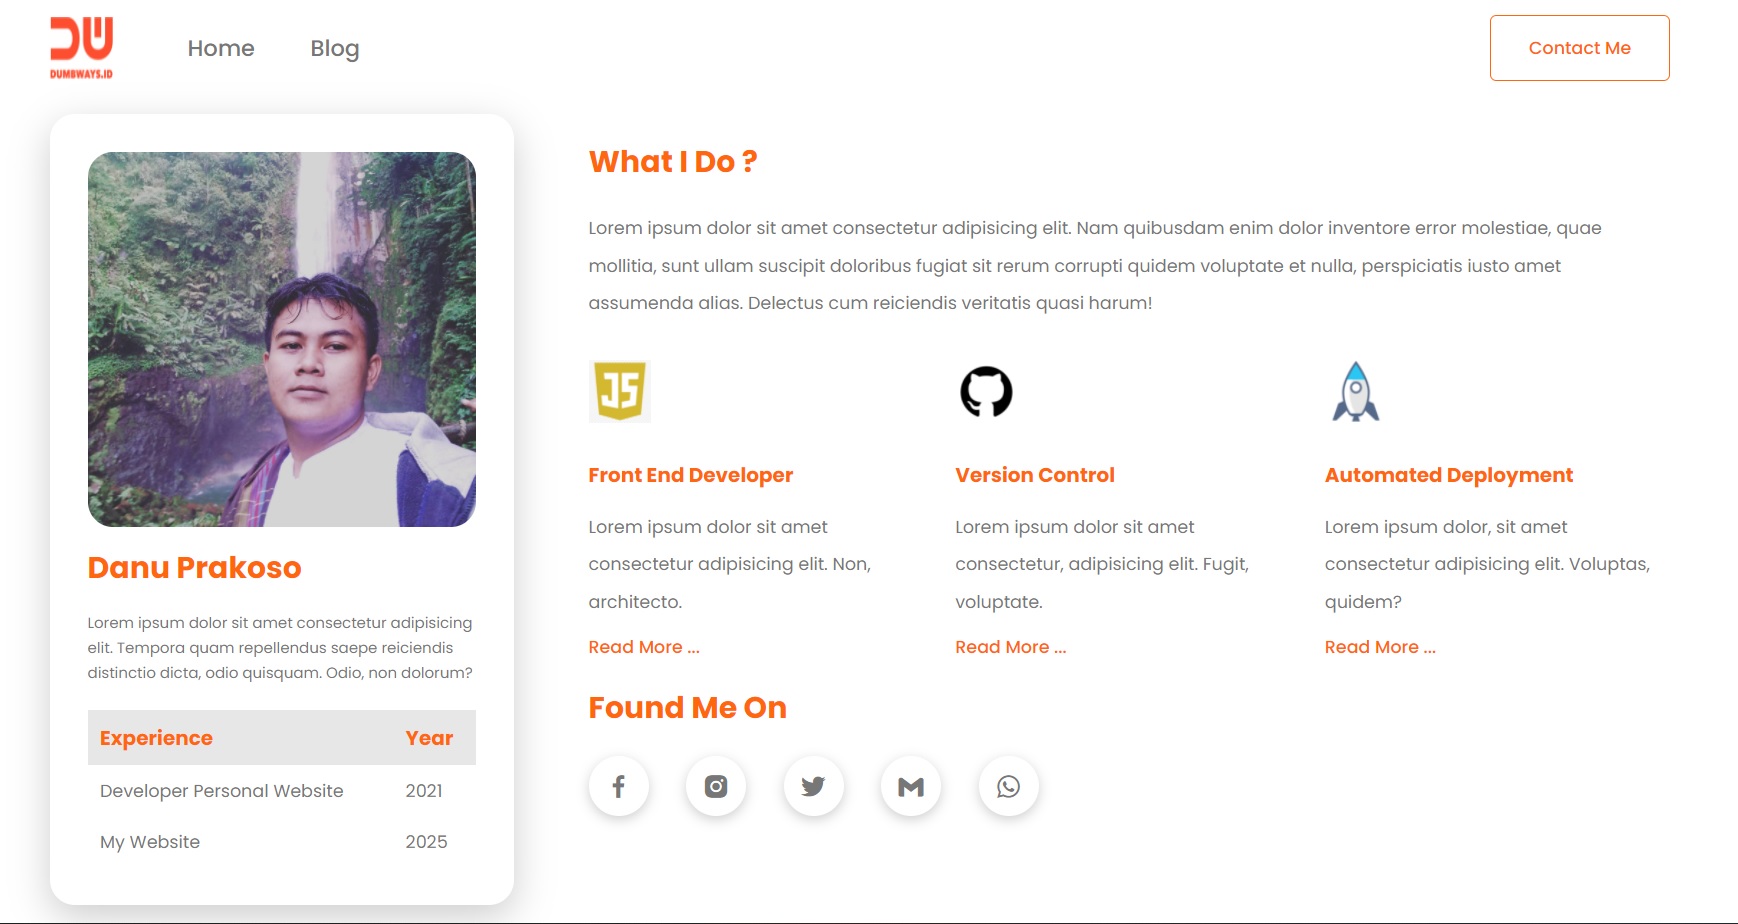 DUMBWAYS.ID
Home
Blog
Contact Me
Danu Prakoso
Lorem ipsum dolor sit amet consectetur adipisicing
elit. Tempora quam repellendus saepe reiciendis
distinctio dicta, odio quisquam. Odio, non dolorum?
Experience Year
Developer Personal Website 2021
My Website 2025
What I Do ?
Lorem ipsum dolor sit amet consectetur adipisicing elit. Nam quibusdam enim dolor inventore error molestiae, quae
mollitia, sunt ullam suscipit doloribus fugiat sit rerum corrupti quidem voluptate et nulla, perspiciatis iusto amet
assumenda alias. Delectus cum reiciendis veritatis quasi harum!
JS
Front End Developer
Lorem ipsum dolor sit amet
consectetur adipisicing elit. Non,
architecto.
Read More ...
Version Control
Lorem ipsum dolor sit amet
consectetur, adipisicing elit. Fugit,
voluptate.
Read More ...
Automated Deployment
Lorem ipsum dolor, sit amet
consectetur adipisicing elit. Voluptas,
quidem?
Read More ...
Found Me On